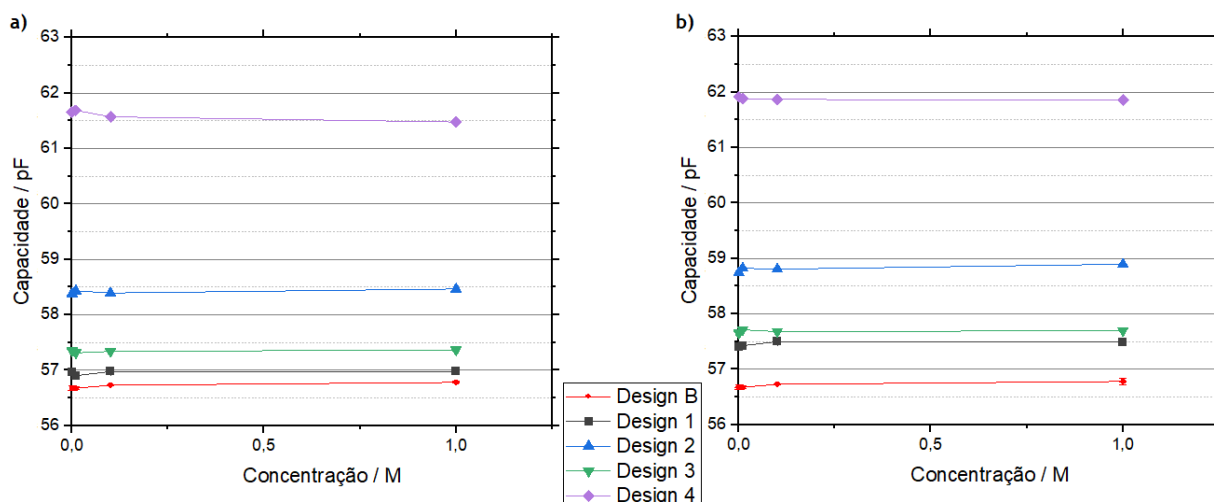 a)
63
62
61
60
59
58
57
56
Capacidade / pF
0,0
0,5
1,0
Concentração / M
b)
63
62
61
60
59
58
57
56
Capacidade / pF
0,0
0,5
1,0
Concentração / M
Design B
Design 1
Design 2
Design 3
Design 4